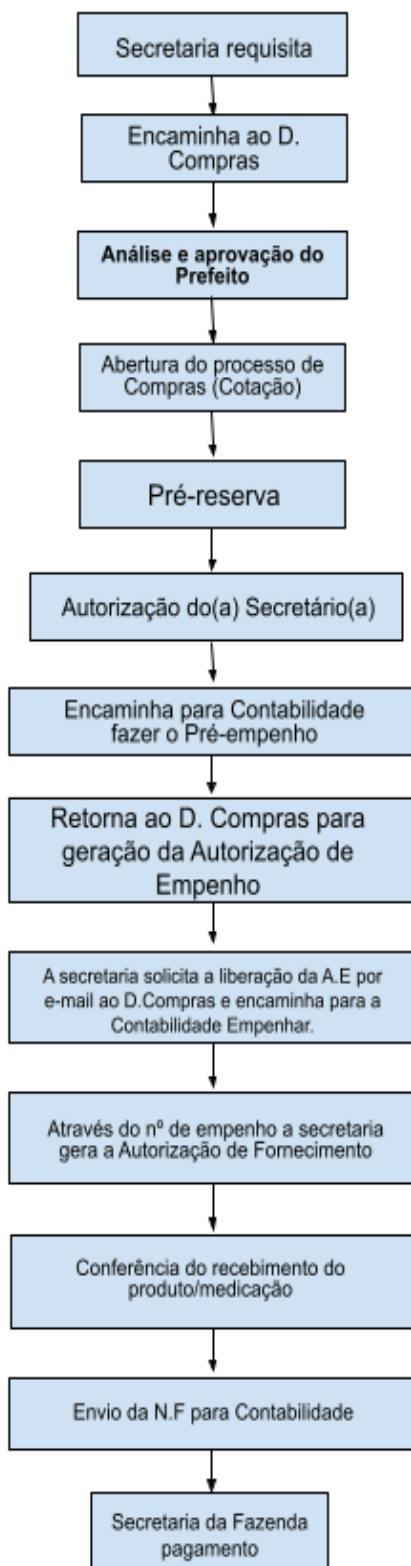 Secretaria requisita
Encaminha ao D.
Compras
Análise e aprovação do
Prefeito
Abertura do processo de
Compras (Cotação)
Pré-reserva
Autorização do(a) Secretário(a)
Encaminha para Contabilidade
fazer o Pré-empenho
Retorna ao D. Compras para
geração da Autorização de
Empenho
A secretaria solicita a liberação da A.E por
e-mail ao D.Compras e encaminha para a
Contabilidade Empenhar.
Através do nº de empenho a secretaria
gera a Autorização de Fornecimento
Conferência do recebimento do
produto/medicação
Envio da N.F para Contabilidade
Secretaria da Fazenda
pagamento